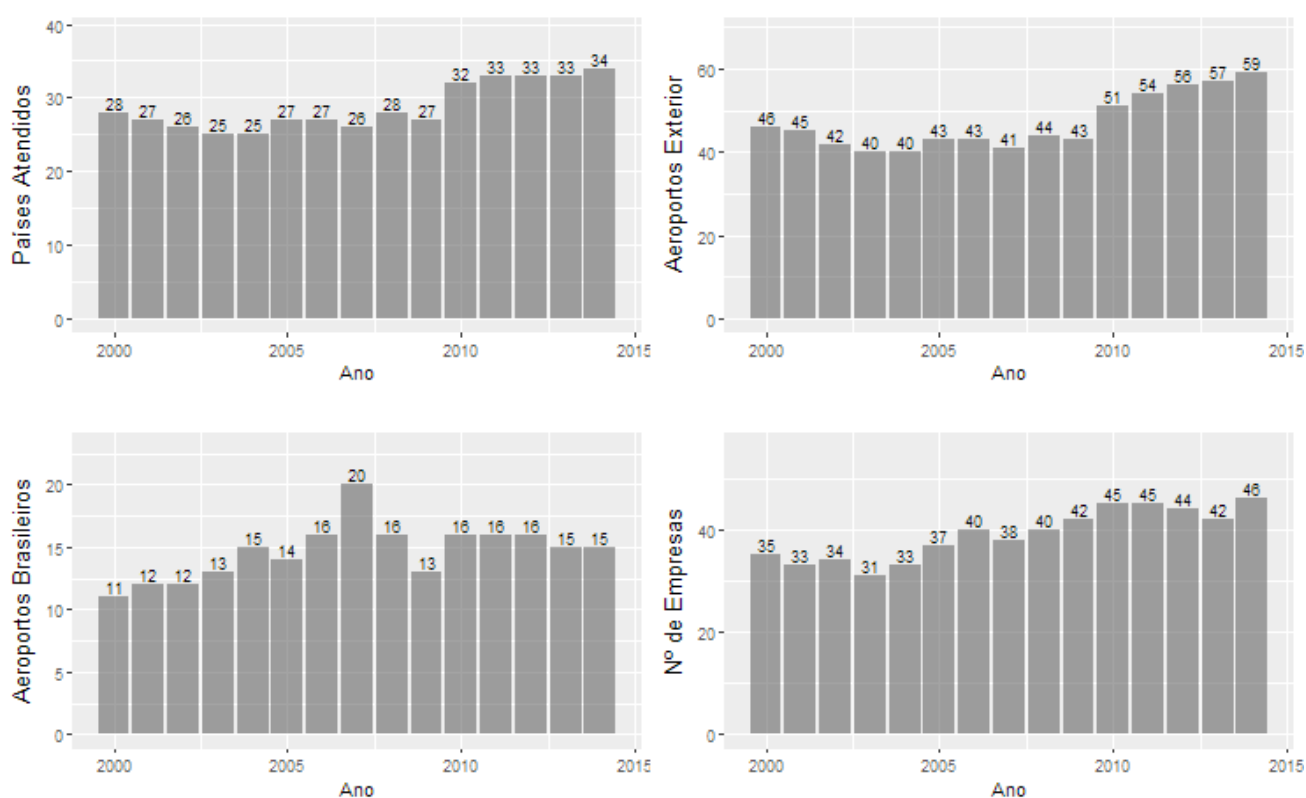 Países Atendidos
40
30
20
10
0
28 27 26 25 25 27 27 26 28 27 32 33 33 33 34
2000 2005 2010 2015
Ano
Aeroportos Exterior
60
40
20
0
46 45 42 40 40 43 43 41 44 43 51 54 56 57 59
2000 2005 2010 2015
Ano
Aeroportos Brasileiros
20
15
10
5
0
11 12 12 13 15 14 16 20 16 13 16 16 16 15 15
2000 2005 2010 2015
Ano
Nº de Empresas
40
20
0
35 33 34 31 33 37 40 38 40 42 45 45 44 42 46
2000 2005 2010 2015
Ano